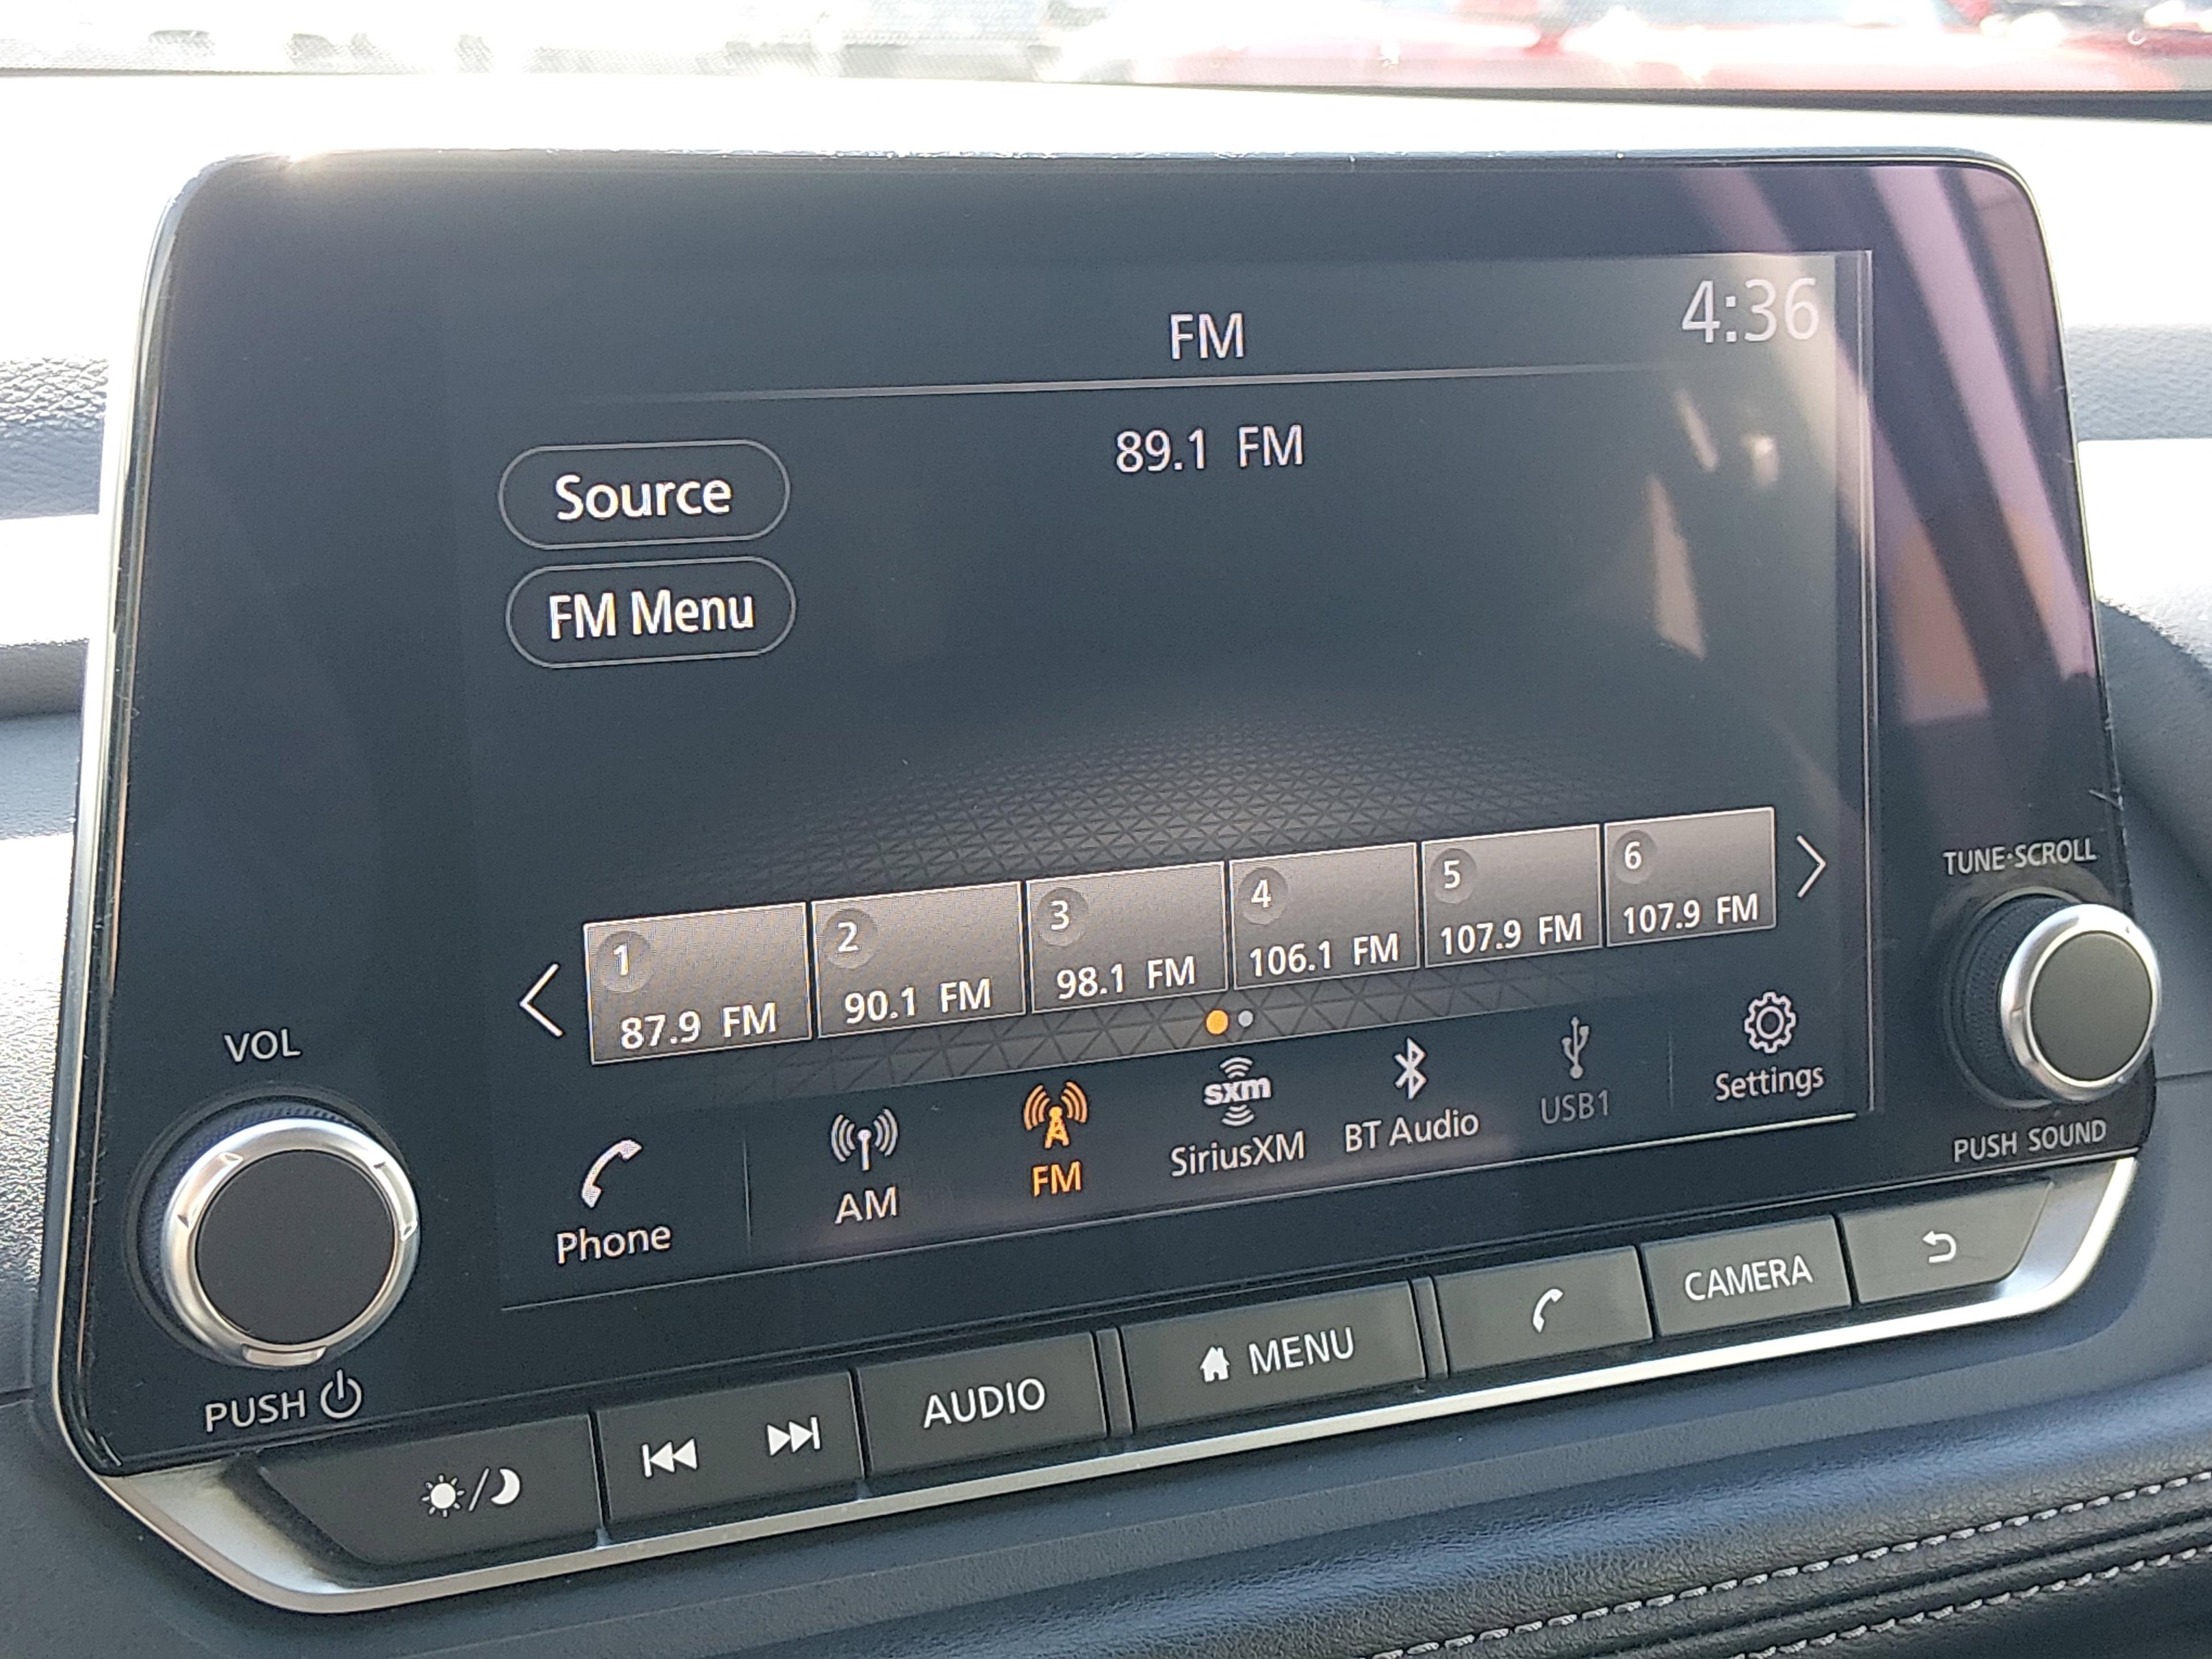 FM
4:36
89.1 FM
Source
FM Menu
1
87.9 FM
2
90.1 FM
3
98.1 FM
4
106.1 FM
5
107.9 FM
6
107.9 FM
Phone
AM
FM
sxm
SiriusXM
BT Audio
USB1
Settings
VOL
PUSH
TUNE·SCROLL
PUSH SOUND
AUDIO
MENU
CAMERA